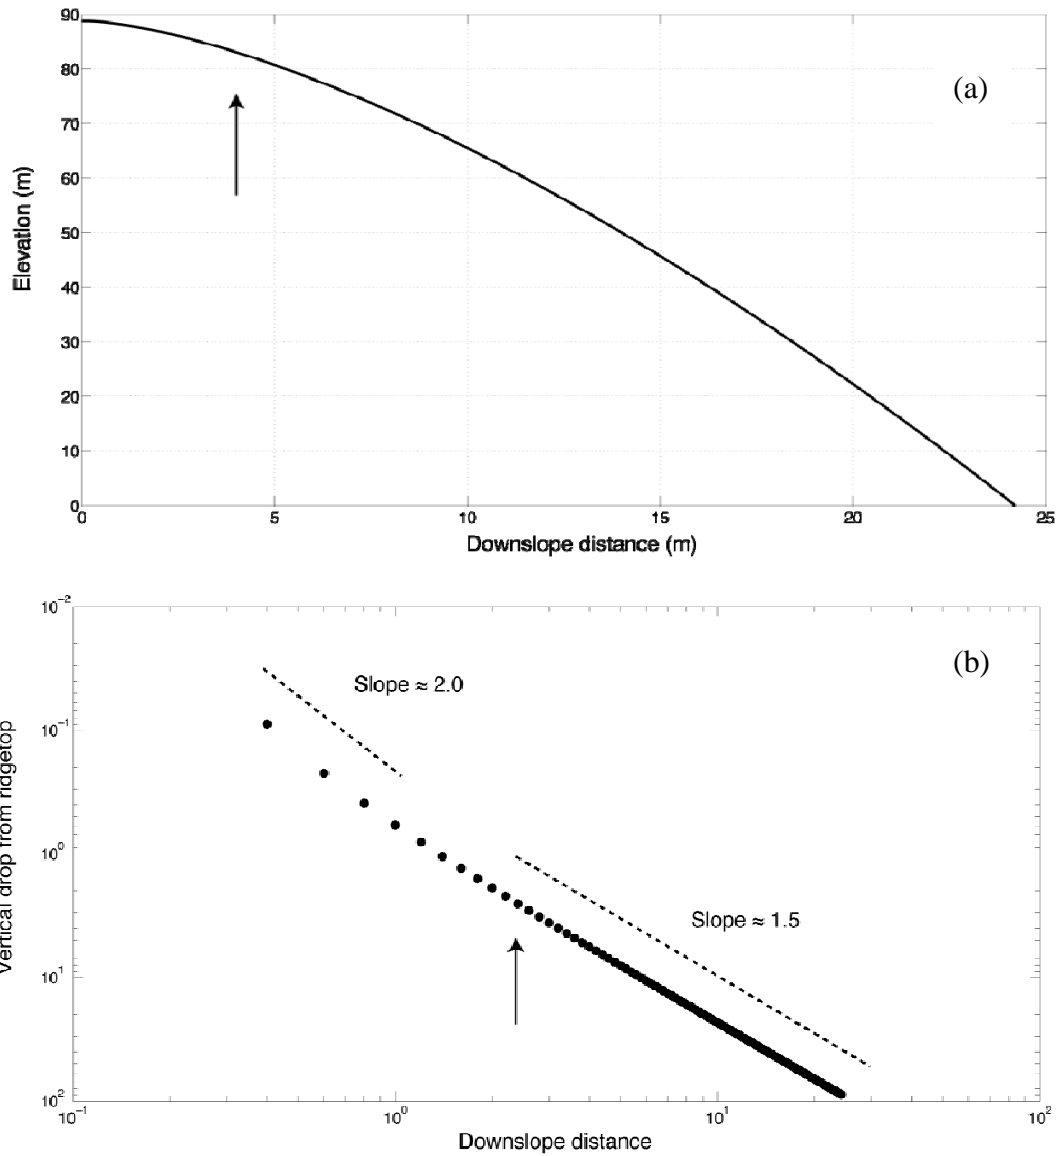 90
80
70
60
50
40
30
20
10
0
Elevation (m)
(a)
0 5 10 15 20 25
Downslope distance (m)
10⁻²
10⁻¹
10⁰
10¹
10²
Vertical drop from ridgetop
(b)
Slope ≈ 2.0
Slope ≈ 1.5
10⁻¹ 10⁰ 10¹ 10²
Downslope distance